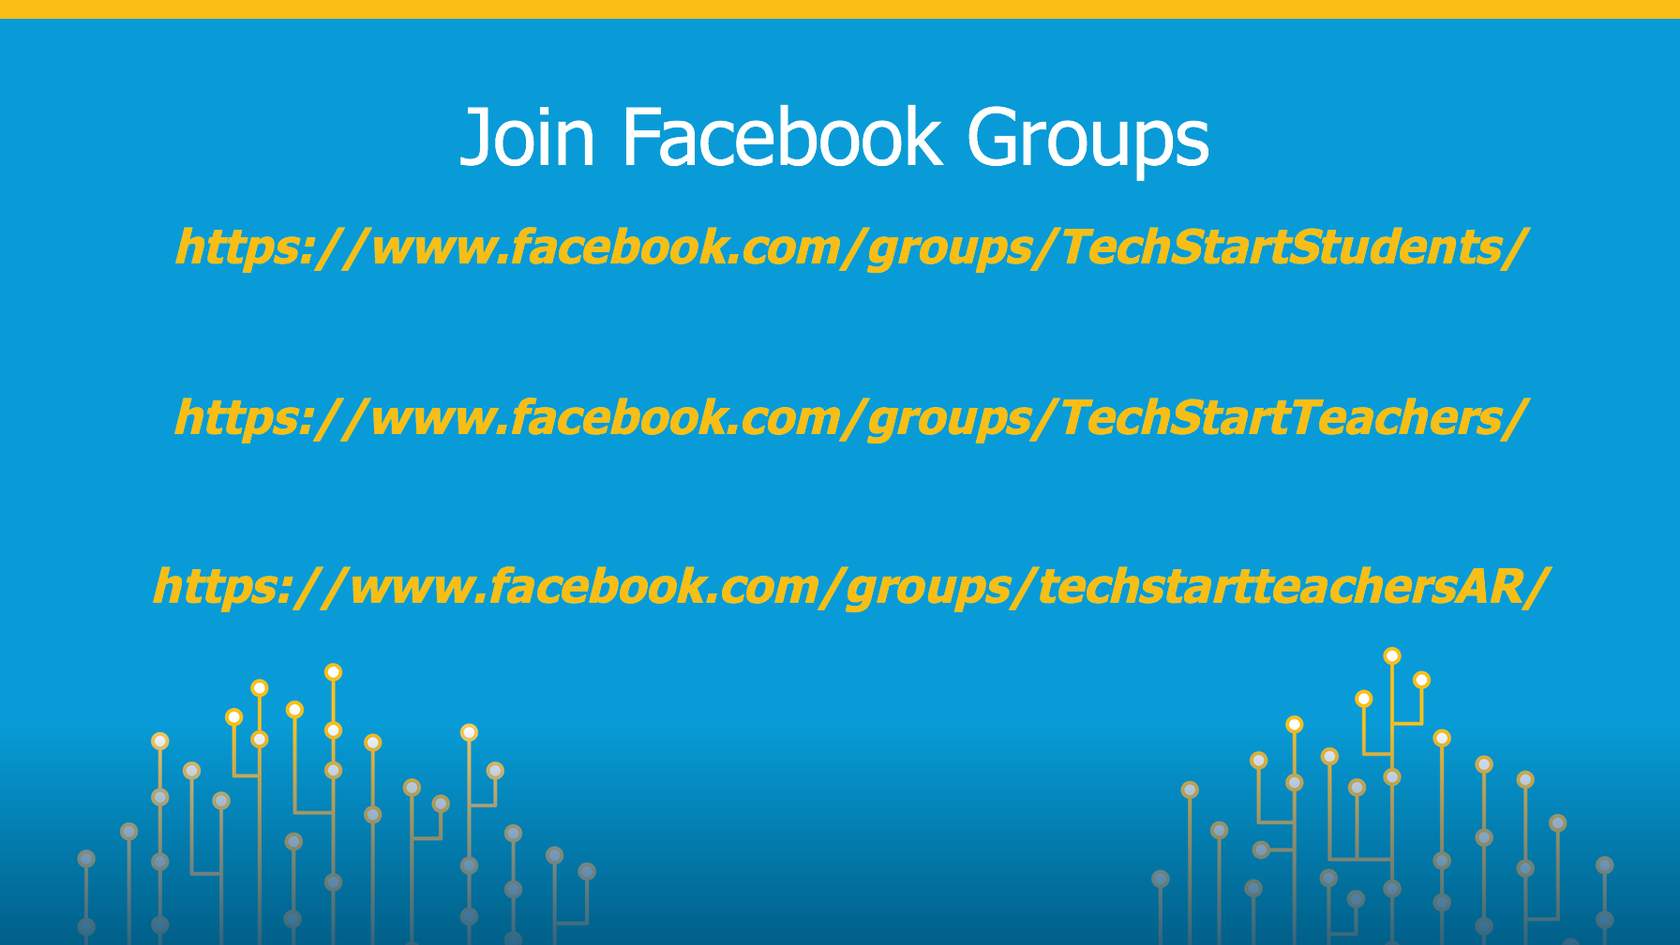 Join Facebook Groups
https://www.facebook.com/groups/TechStartStudents/
https://www.facebook.com/groups/TechStartTeachers/
https://www.facebook.com/groups/techstartteachersAR/